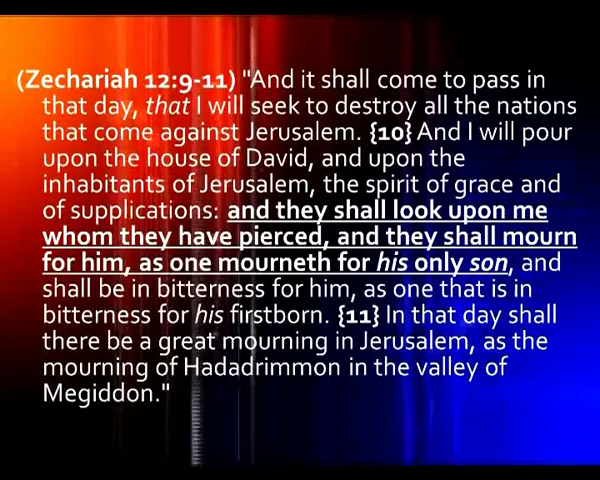 (Zechariah 12:9-11) "And it shall come to pass in
that day, that I will seek to destroy all the nations
that come against Jerusalem. {10} And I will pour
upon the house of David, and upon the
inhabitants of Jerusalem, the spirit of grace and
of supplications: and they shall look upon me
whom they have pierced, and they shall mourn
for him, as one mourneth for his only son, and
shall be in bitterness for him, as one that is in
bitterness for his firstborn. {11} In that day shall
there be a great mourning in Jerusalem, as the
mourning of Hadadrimmon in the valley of
Megiddon."